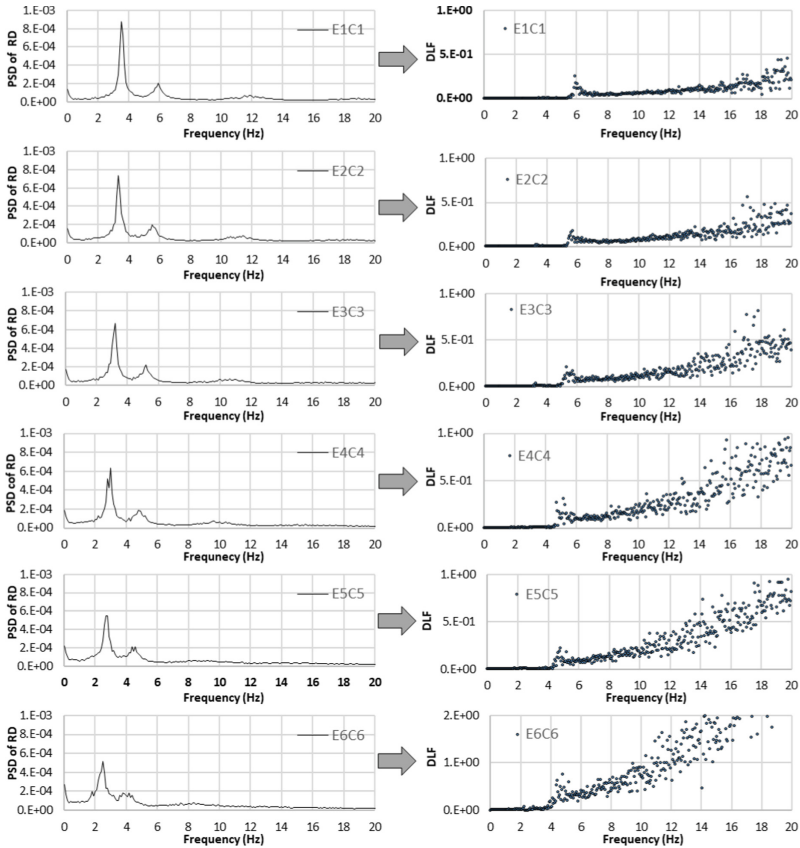 PSD of RD
1.E-03
8.E-04
6.E-04
4.E-04
2.E-04
0.E+00
E1C1
0 2 4 6 8 10 12 14 16 18 20
Frequency (Hz)
DLF
1.E+00
5.E-01
0.E+00
E1C1
0 2 4 6 8 10 12 14 16 18 20
Frequency (Hz)
PSD of RD
1.E-03
8.E-04
6.E-04
4.E-04
2.E-04
0.E+00
E2C2
0 2 4 6 8 10 12 14 16 18 20
Frequency (Hz)
DLF
1.E+00
5.E-01
0.E+00
E2C2
0 2 4 6 8 10 12 14 16 18 20
Frequency (Hz)
PSD of RD
1.E-03
8.E-04
6.E-04
4.E-04
2.E-04
0.E+00
E3C3
0 2 4 6 8 10 12 14 16 18 20
Frequency (Hz)
DLF
1.E+00
5.E-01
0.E+00
E3C3
0 2 4 6 8 10 12 14 16 18 20
Frequency (Hz)
PSD cof RD
1.E-03
8.E-04
6.E-04
4.E-04
2.E-04
0.E+00
E4C4
0 2 4 6 8 10 12 14 16 18 20
Frequnecy (Hz)
DLF
1.E+00
5.E-01
0.E+00
E4C4
0 2 4 6 8 10 12 14 16 18 20
Frequency (Hz)
PSD of RD
1.E-03
8.E-04
6.E-04
4.E-04
2.E-04
0.E+00
E5C5
0 2 4 6 8 10 12 14 16 18 20
Frequency (Hz)
DLF
1.E+00
5.E-01
0.E+00
E5C5
0 2 4 6 8 10 12 14 16 18 20
Frequency (Hz)
PSD of RD
1.E-03
8.E-04
6.E-04
4.E-04
2.E-04
0.E+00
E6C6
0 2 4 6 8 10 12 14 16 18 20
Frequency (Hz)
DLF
2.E+00
1.E+00
0.E+00
E6C6
0 2 4 6 8 10 12 14 16 18 20
Frequency (Hz)